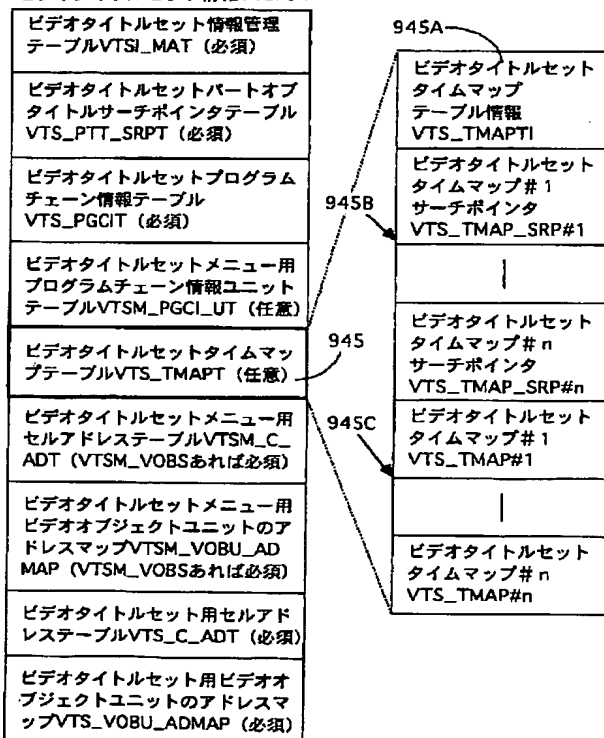 ビデオタイトルセット情報管理
テーブルVTSI_MAT（必須）
ビデオタイトルセットパートオブ
タイトルサーチポインタテーブル
VTS_PTT_SRPT（必須）
ビデオタイトルセットプログラム
チェーン情報テーブル
VTS_PGCIT（必須）
ビデオタイトルセットメニュー用
プログラムチェーン情報ユニット
テーブルVTSM_PGCI_UT（任意）
ビデオタイトルセットタイムマッ
プテーブルVTS_TMAPT（任意）
ビデオタイトルセットメニュー用
セルアドレステーブルVTSM_C_
ADT（VTSM_VOBSあれば必須）
ビデオタイトルセットメニュー用
ビデオオブジェクトユニットのア
ドレスマップVTSM_VOBU_AD
MAP（VTSM_VOBSあれば必須）
ビデオタイトルセット用セルアド
レステーブルVTS_C_ADT（必須）
ビデオタイトルセット用ビデオオ
ブジェクトユニットのアドレスマ
ップVTS_VOBU_ADMAP（必須）
945
945A
ビデオタイトルセット
タイムマップ
テーブル情報
VTS_TMAPTI
945B
ビデオタイトルセット
タイムマップ＃1
サーチポインタ
VTS_TMAP_SRP#1
ビデオタイトルセット
タイムマップ＃n
サーチポインタ
VTS_TMAP_SRP#n
945C
ビデオタイトルセット
タイムマップ＃1
VTS_TMAP#1
ビデオタイトルセット
タイムマップ＃n
VTS_TMAP#n